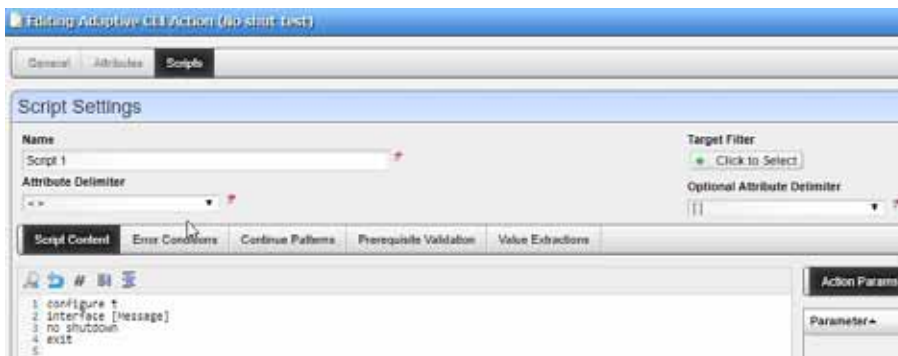 Editing Adaptive CLI Action (No shut test)
General Attributes Scripts
Script Settings
Name
Target Filter
Script 1 *
+ Click to Select
Attribute Delimiter
Optional Attribute Delimiter
< > *
[ ] *
Script Content Error Conditions Continue Patterns Prerequisite Validation Value Extractions
Action Params
1 configure t
2 interface [Message]
3 no shutdown
4 exit
5
Parameter